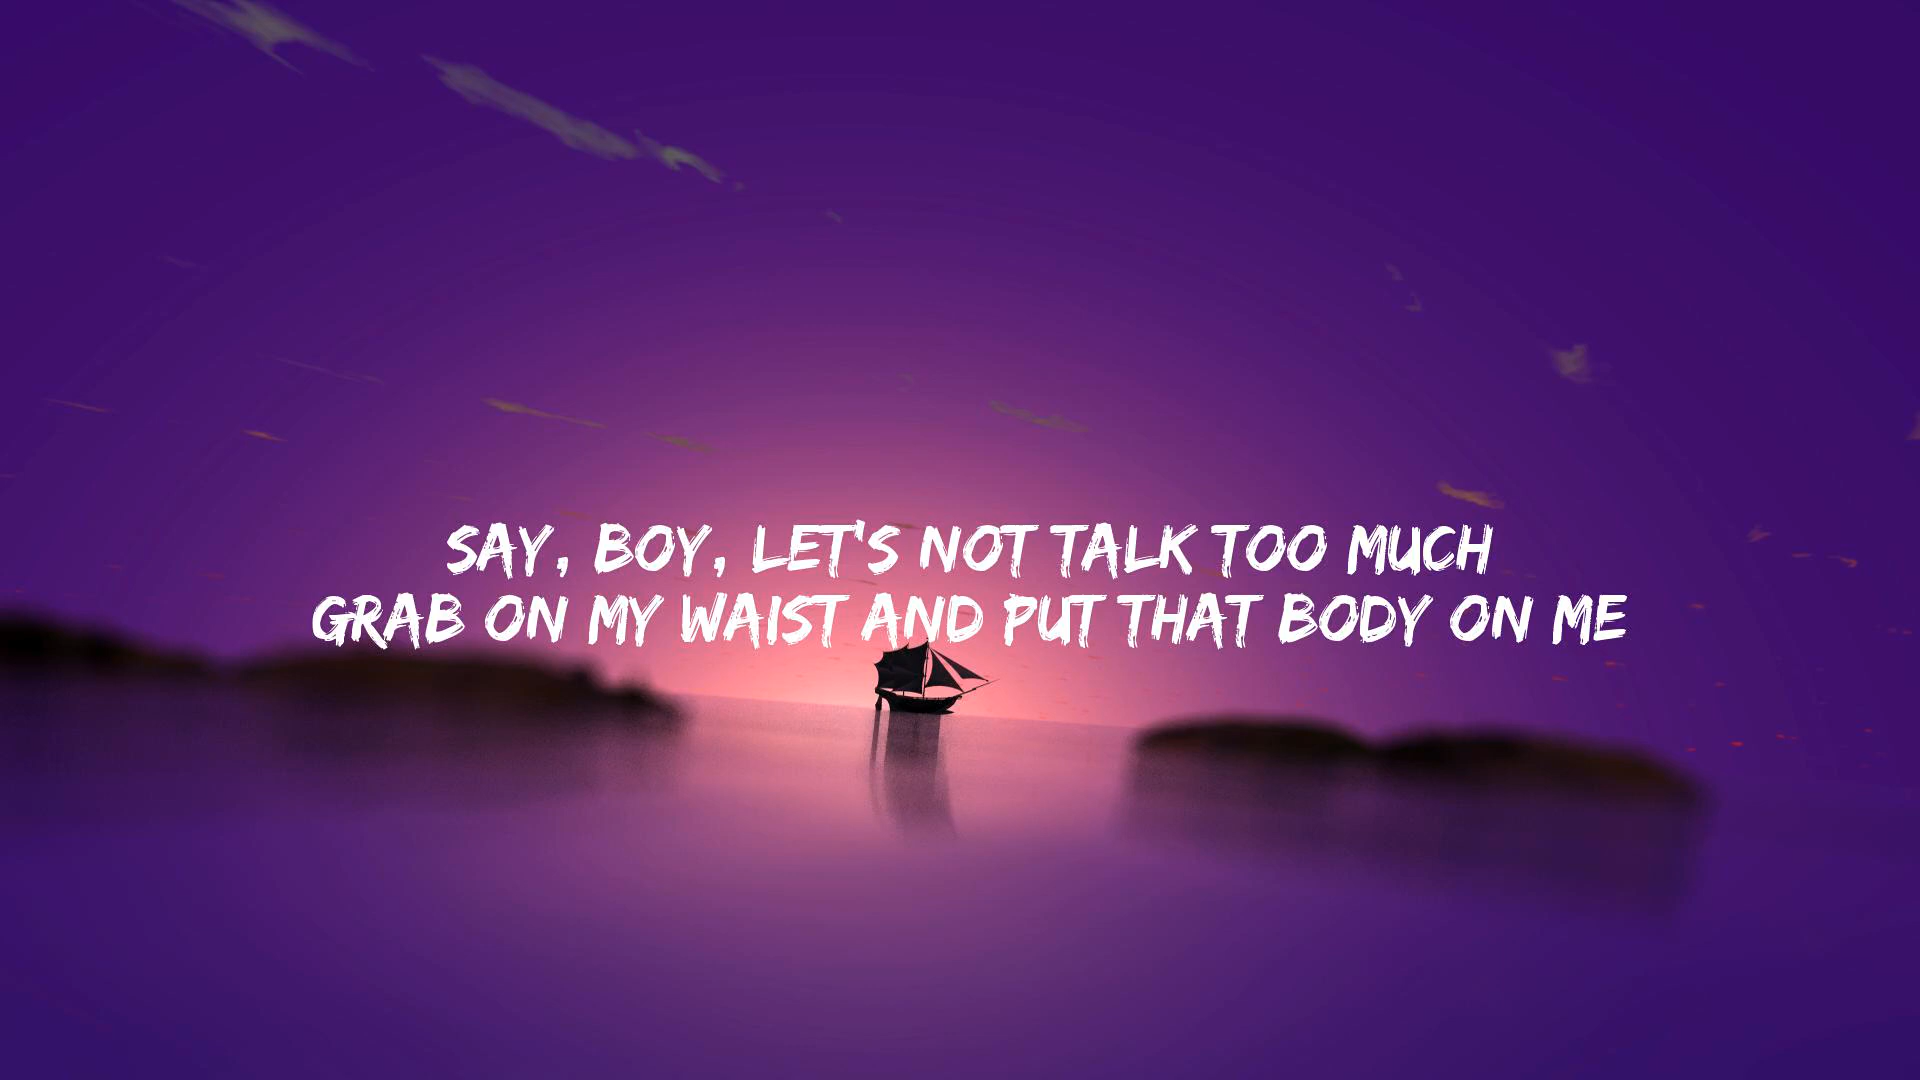 SAY, BOY, LET'S NOT TALK TOO MUCH
GRAB ON MY WAIST AND PUT THAT BODY ON ME